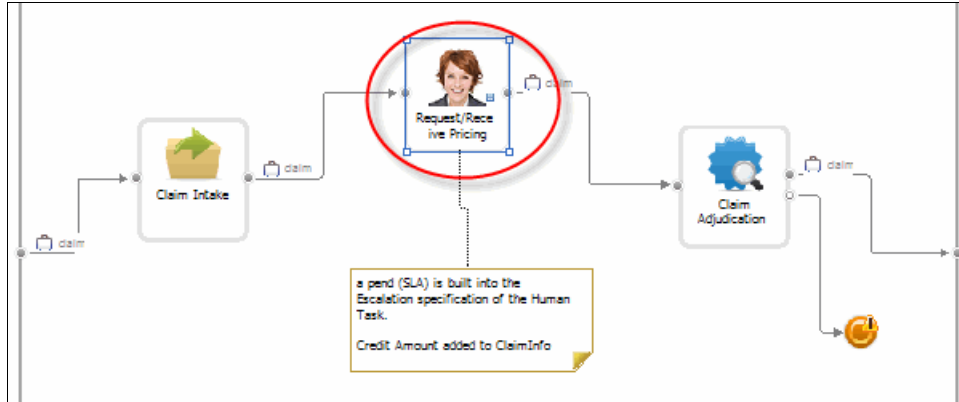 claim
Request/Rece
ive Pricing
claim
Claim Intake
claim
Claim
Adjudication
claim
a pend (SLA) is built into the
Escalation specification of the Human
Task.
Credit Amount added to ClaimInfo